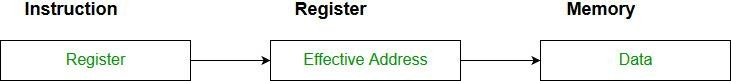 Instruction Register Memory
Register Effective Address Data